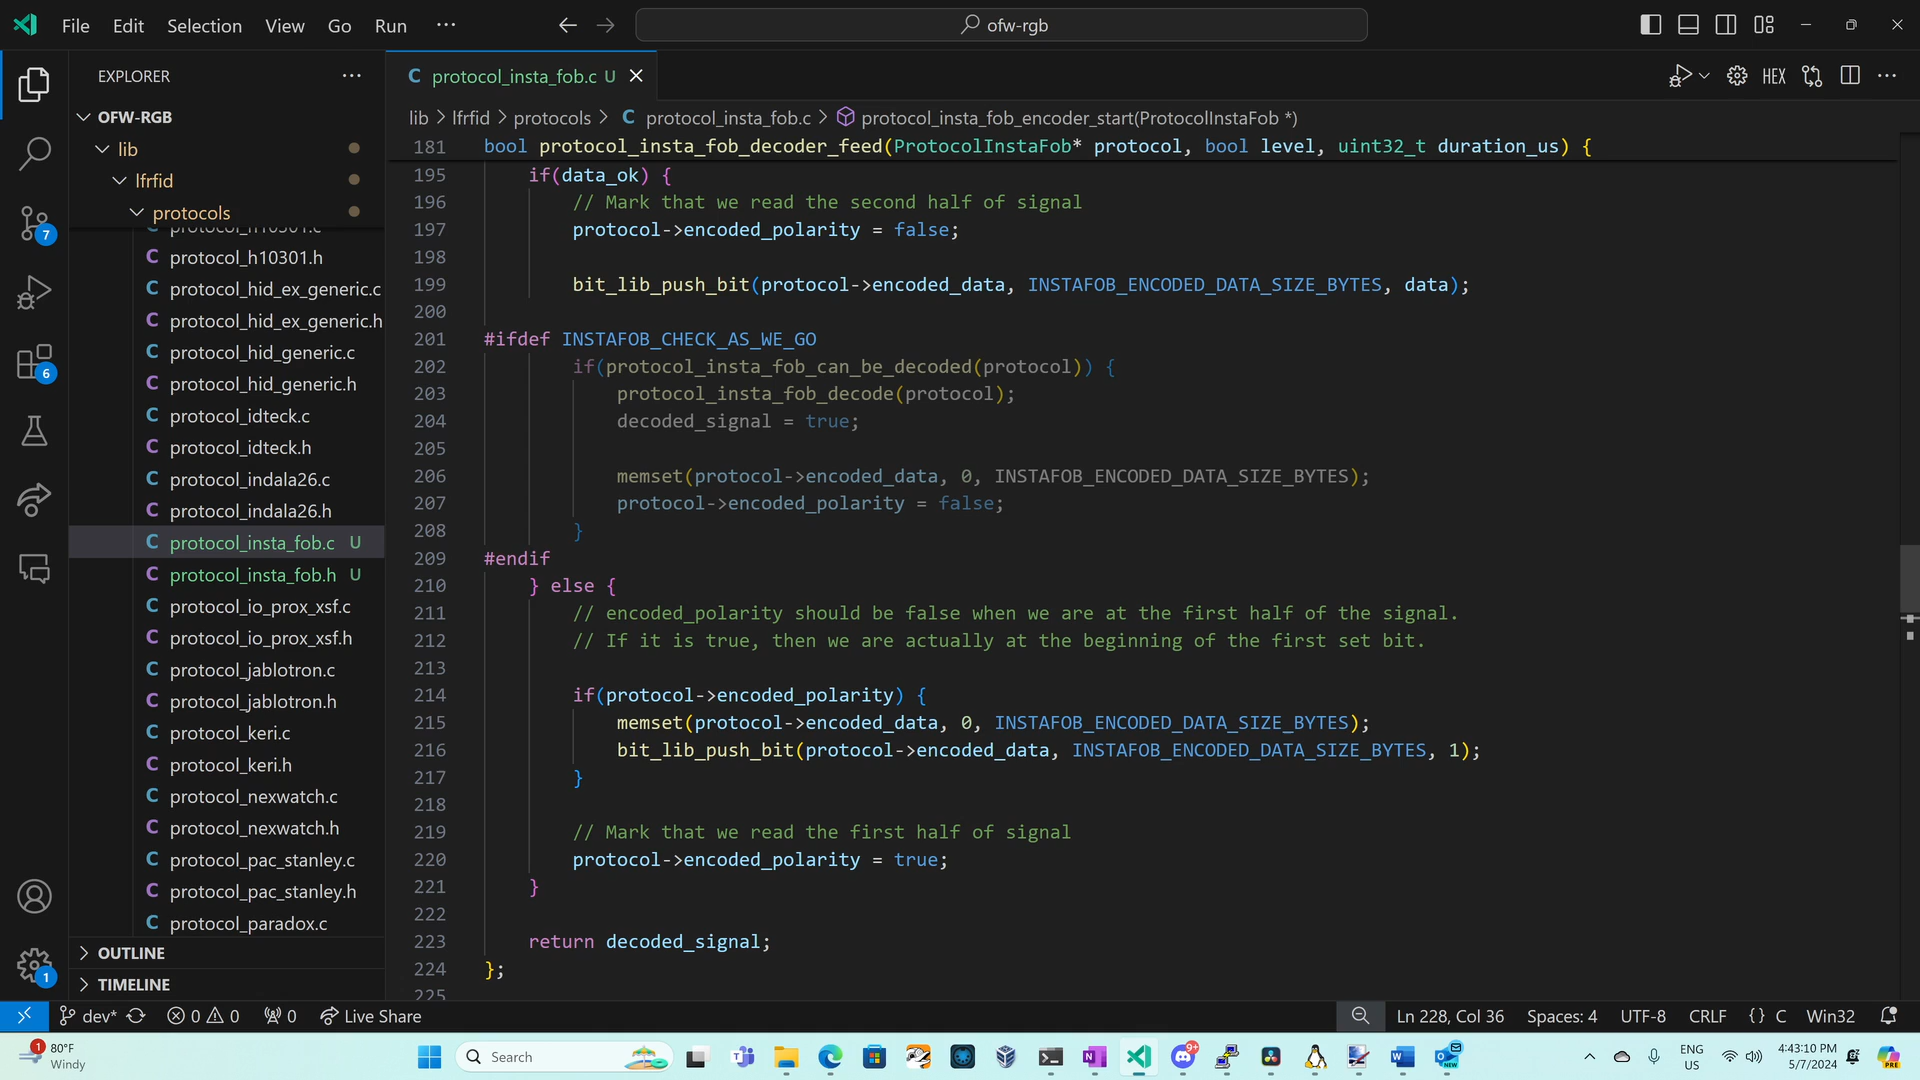 File Edit Selection View Go Run ···
ofw-rgb
EXPLORER ···
OFW-RGB
lib
lfrfid
protocols
protocol_h10301.c
C protocol_h10301.h
C protocol_hid_ex_generic.c
C protocol_hid_ex_generic.h
C protocol_hid_generic.c
C protocol_hid_generic.h
C protocol_idteck.c
C protocol_idteck.h
C protocol_indala26.c
C protocol_indala26.h
C protocol_insta_fob.c U
C protocol_insta_fob.h U
C protocol_io_prox_xsf.c
C protocol_io_prox_xsf.h
C protocol_jablotron.c
C protocol_jablotron.h
C protocol_keri.c
C protocol_keri.h
C protocol_nexwatch.c
C protocol_nexwatch.h
C protocol_pac_stanley.c
C protocol_pac_stanley.h
C protocol_paradox.c
OUTLINE
TIMELINE
7
6
1
C protocol_insta_fob.c U
HEX ···
lib > lfrfid > protocols > C protocol_insta_fob.c > protocol_insta_fob_encoder_start(ProtocolInstaFob *)
181 bool protocol_insta_fob_decoder_feed(ProtocolInstaFob* protocol, bool level, uint32_t duration_us) {
195 if(data_ok) {
196 // Mark that we read the second half of signal
197 protocol->encoded_polarity = false;
198
199 bit_lib_push_bit(protocol->encoded_data, INSTAFOB_ENCODED_DATA_SIZE_BYTES, data);
200
201 #ifdef INSTAFOB_CHECK_AS_WE_GO
202 if(protocol_insta_fob_can_be_decoded(protocol)) {
203 protocol_insta_fob_decode(protocol);
204 decoded_signal = true;
205
206 memset(protocol->encoded_data, 0, INSTAFOB_ENCODED_DATA_SIZE_BYTES);
207 protocol->encoded_polarity = false;
208 }
209 #endif
210 } else {
211 // encoded_polarity should be false when we are at the first half of the signal.
212 // If it is true, then we are actually at the beginning of the first set bit.
213
214 if(protocol->encoded_polarity) {
215 memset(protocol->encoded_data, 0, INSTAFOB_ENCODED_DATA_SIZE_BYTES);
216 bit_lib_push_bit(protocol->encoded_data, INSTAFOB_ENCODED_DATA_SIZE_BYTES, 1);
217 }
218
219 // Mark that we read the first half of signal
220 protocol->encoded_polarity = true;
221 }
222
223 return decoded_signal;
224 };
225
dev* 0 0 0 Live Share
Ln 228, Col 36 Spaces: 4 UTF-8 CRLF {} C Win32
1 80°F
Windy
Search
9+
NEW
ENG
US
4:43:10 PM
5/7/2024
PRE